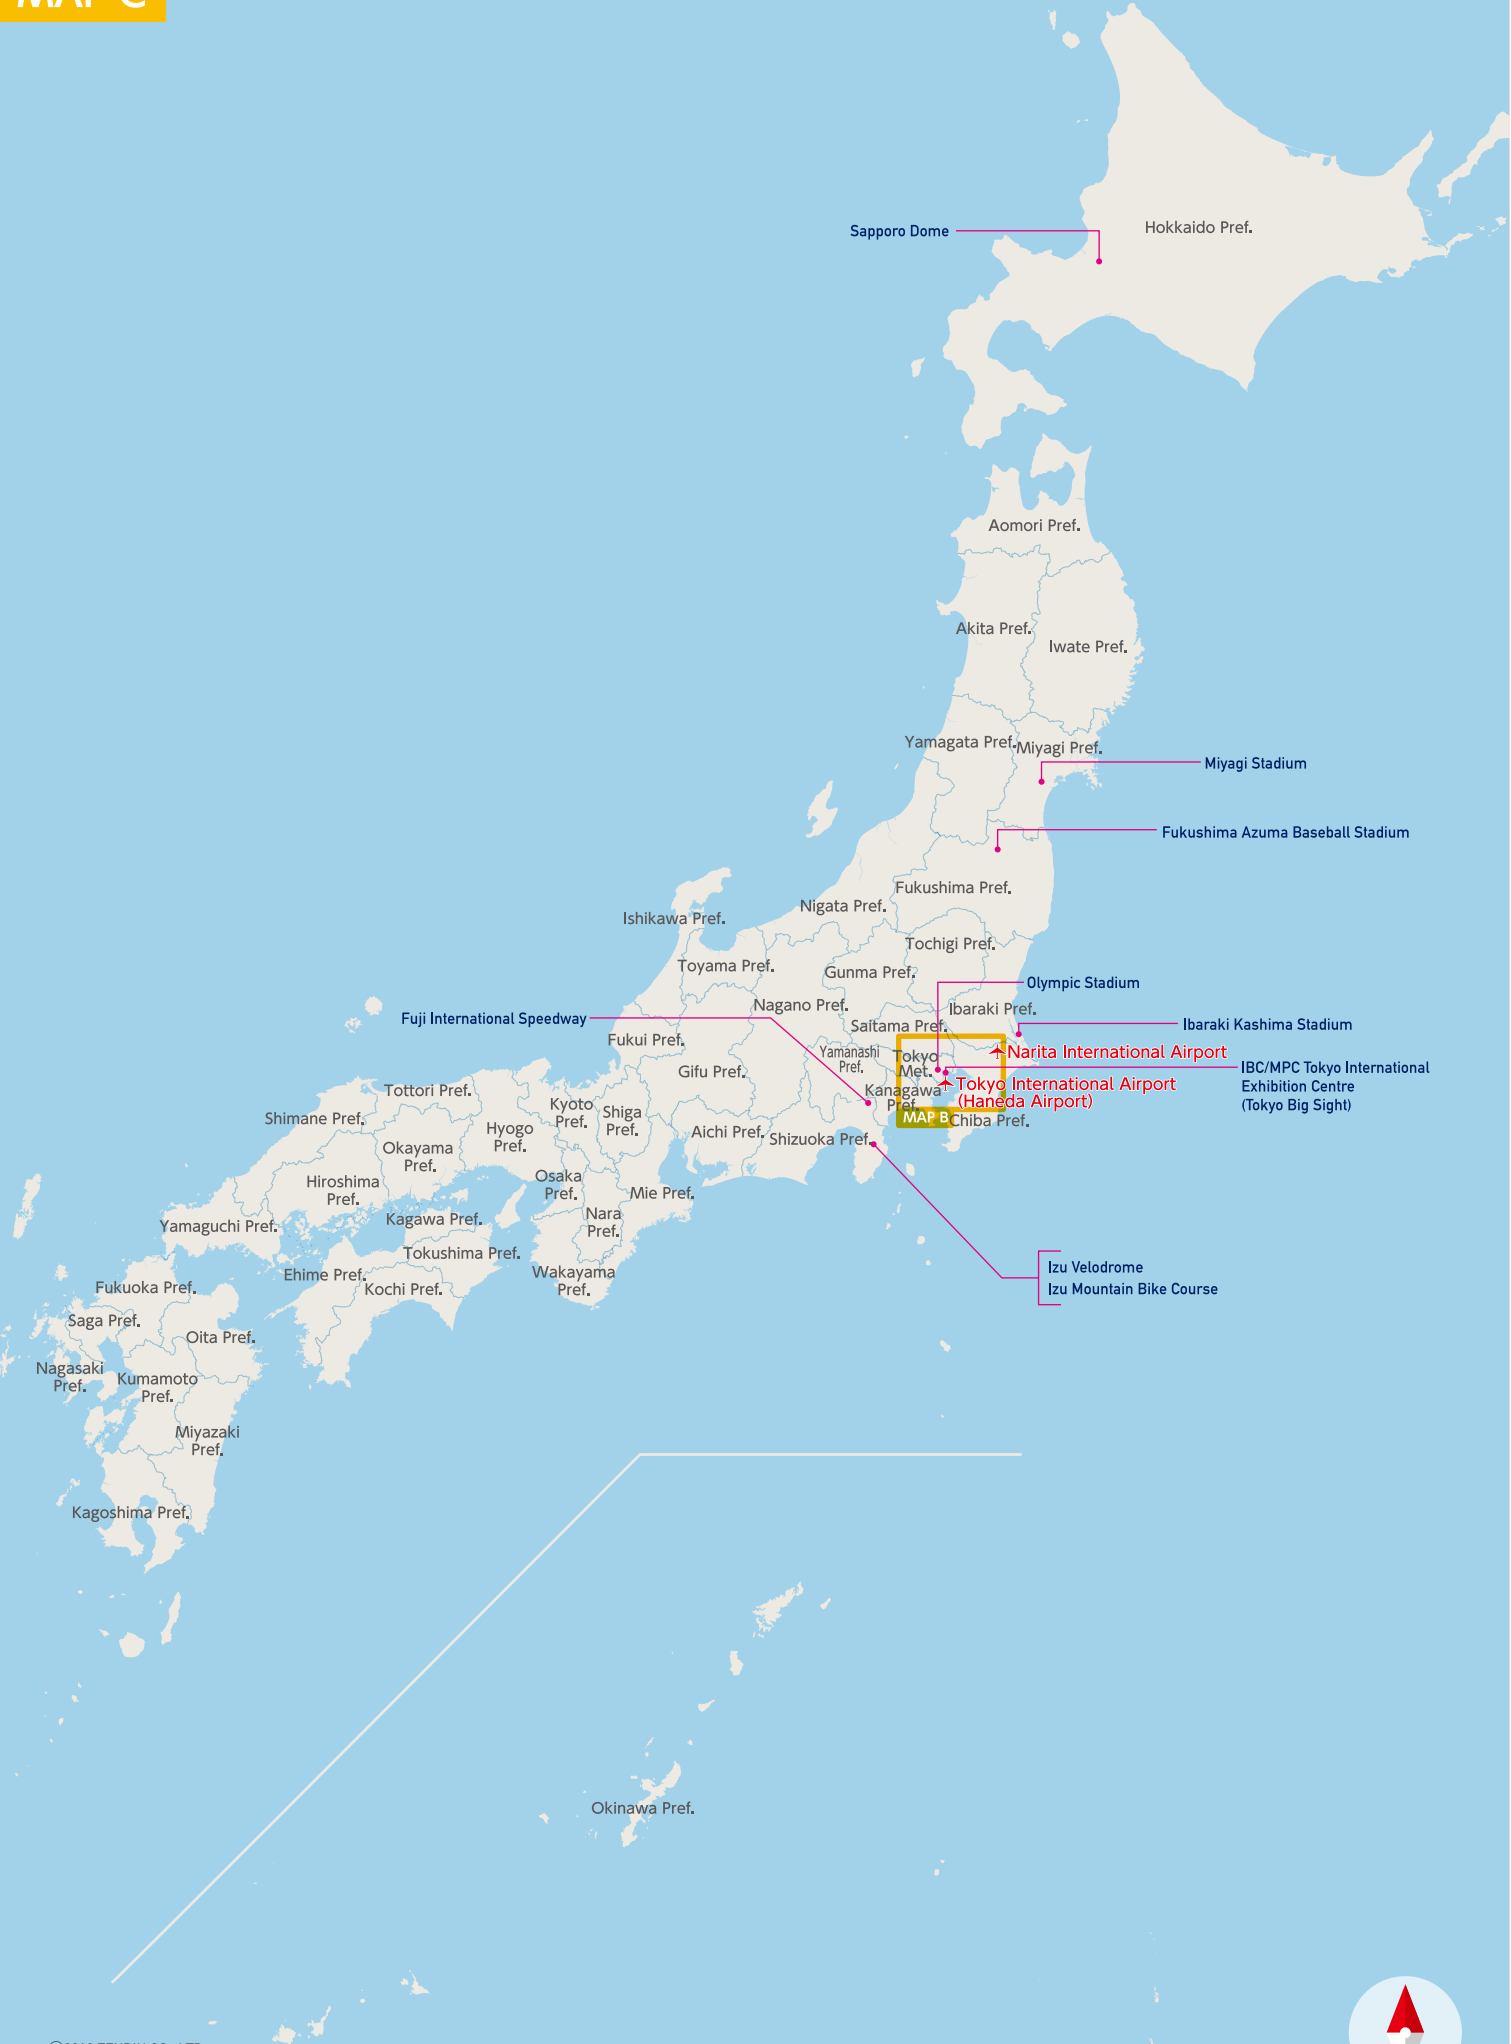 MAP C
Hokkaido Pref.
Sapporo Dome
Aomori Pref.
Akita Pref.
Iwate Pref.
Yamagata Pref.
Miyagi Pref.
Miyagi Stadium
Fukushima Azuma Baseball Stadium
Fukushima Pref.
Nigata Pref.
Ishikawa Pref.
Tochigi Pref.
Toyama Pref.
Gunma Pref.
Olympic Stadium
Nagano Pref.
Ibaraki Pref.
Fuji International Speedway
Saitama Pref.
Ibaraki Kashima Stadium
Fukui Pref.
Yamanashi
Pref.
Tokyo
Met.
Narita International Airport
Gifu Pref.
IBC/MPC Tokyo International
Exhibition Centre
(Tokyo Big Sight)
Tokyo International Airport
(Haneda Airport)
Kanagawa
Pref.
Tottori Pref.
Kyoto
Pref.
Shiga
Pref.
MAP B
Chiba Pref.
Shimane Pref.
Hyogo
Pref.
Aichi Pref.
Shizuoka Pref.
Okayama
Pref.
Hiroshima
Pref.
Osaka
Pref.
Mie Pref.
Nara
Pref.
Kagawa Pref.
Yamaguchi Pref.
Tokushima Pref.
Wakayama
Pref.
Izu Velodrome
Izu Mountain Bike Course
Ehime Pref.
Kochi Pref.
Fukuoka Pref.
Saga Pref.
Oita Pref.
Nagasaki
Pref.
Kumamoto
Pref.
Miyazaki
Pref.
Kagoshima Pref.
Okinawa Pref.